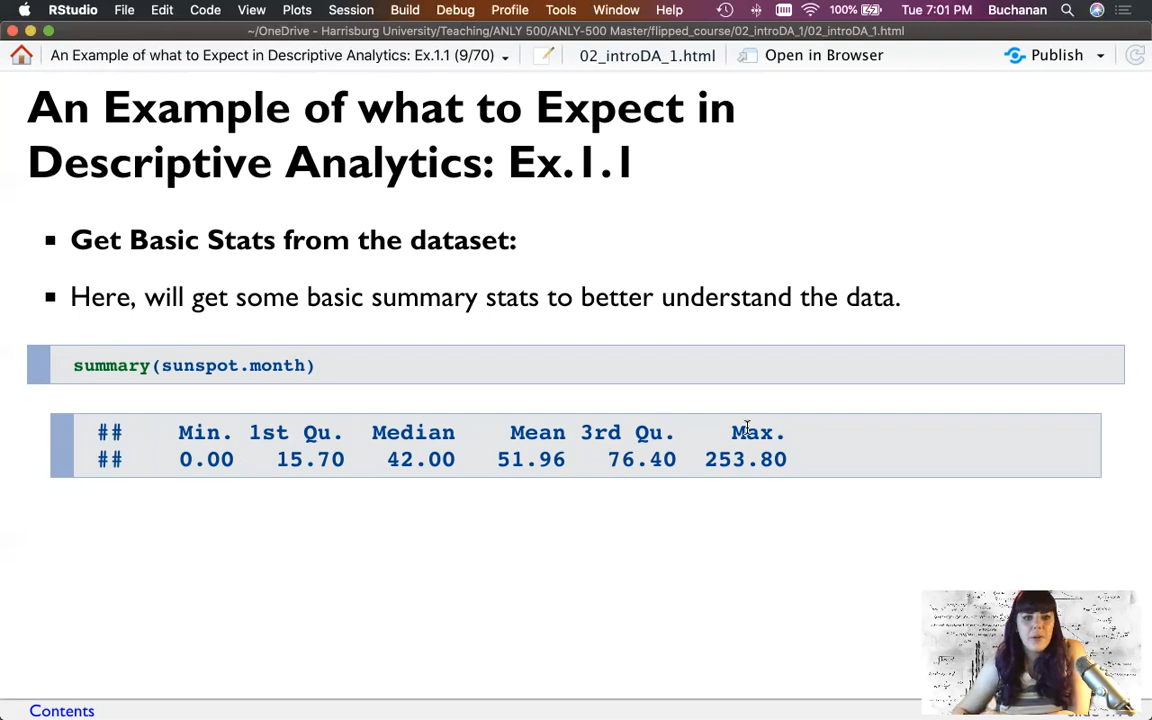 RStudio File Edit Code View Plots Session Build Debug Profile Tools Window Help 100% Tue 7:01 PM Buchanan
~/OneDrive - Harrisburg University/Teaching/ANLY 500/ANLY-500 Master/flipped_course/02_introDA_1/02_introDA_1.html
An Example of what to Expect in Descriptive Analytics: Ex.1.1 (9/70) 02_introDA_1.html Open in Browser Publish
An Example of what to Expect in
Descriptive Analytics: Ex.1.1
Get Basic Stats from the dataset:
Here, will get some basic summary stats to better understand the data.
summary(sunspot.month)
## Min. 1st Qu. Median Mean 3rd Qu. Max.
## 0.00 15.70 42.00 51.96 76.40 253.80
Contents